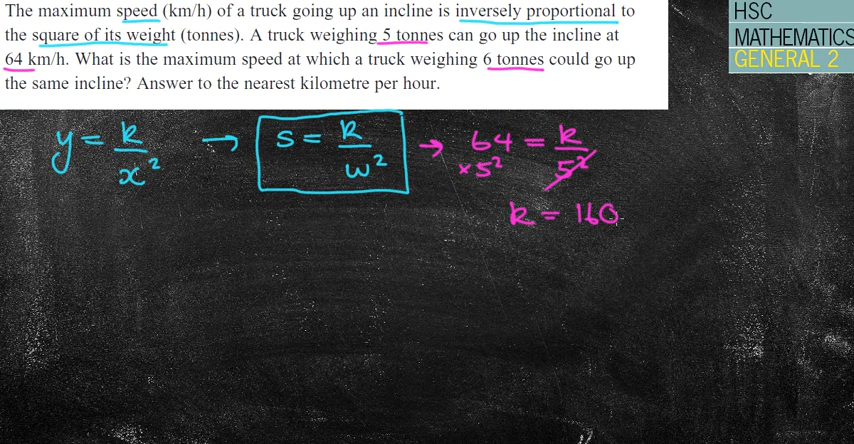 The maximum speed (km/h) of a truck going up an incline is inversely proportional to
the square of its weight (tonnes). A truck weighing 5 tonnes can go up the incline at
64 km/h. What is the maximum speed at which a truck weighing 6 tonnes could go up
the same incline? Answer to the nearest kilometre per hour.
HSC
MATHEMATICS
GENERAL 2
y = k/x² → s = k/w² → 64 = k/5²
×5²
k = 160